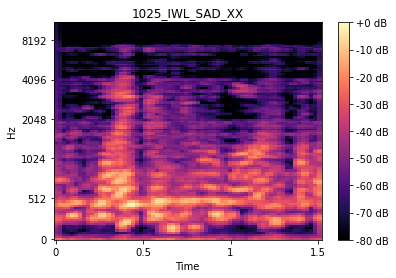 1025_IWL_SAD_XX
+0 dB
8192
-10 dB
4096
-20 dB
-30 dB
2048
-40 dB
Hz
1024
-50 dB
512
-60 dB
-70 dB
0
-80 dB
0
0.5
1
1.5
Time